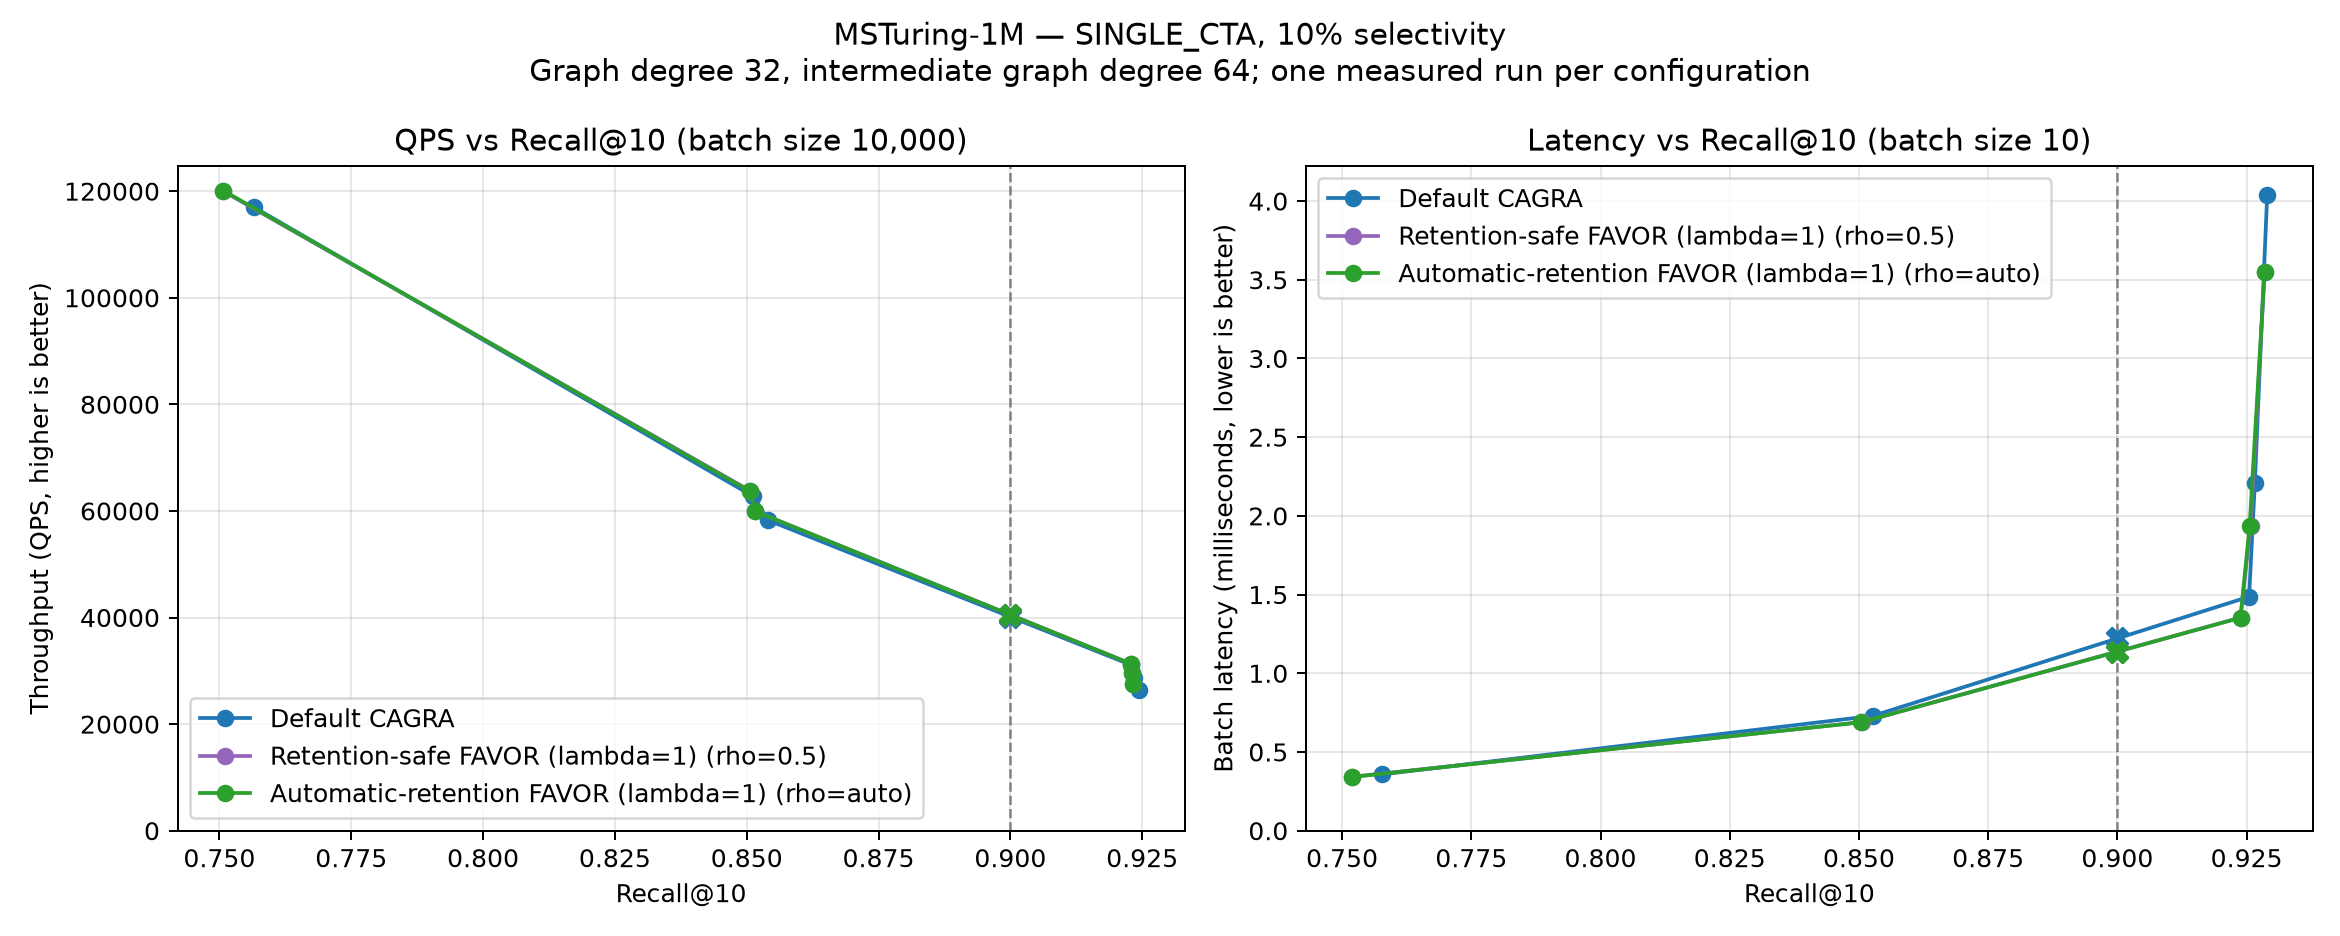 MSTuring-1M — SINGLE_CTA, 10% selectivity
Graph degree 32, intermediate graph degree 64; one measured run per configuration
QPS vs Recall@10 (batch size 10,000)
Throughput (QPS, higher is better)
120000
100000
80000
60000
40000
20000
0
Default CAGRA
Retention-safe FAVOR (lambda=1) (rho=0.5)
Automatic-retention FAVOR (lambda=1) (rho=auto)
0.750 0.775 0.800 0.825 0.850 0.875 0.900 0.925
Recall@10
Latency vs Recall@10 (batch size 10)
Batch latency (milliseconds, lower is better)
4.0
3.5
3.0
2.5
2.0
1.5
1.0
0.5
0.0
Default CAGRA
Retention-safe FAVOR (lambda=1) (rho=0.5)
Automatic-retention FAVOR (lambda=1) (rho=auto)
0.750 0.775 0.800 0.825 0.850 0.875 0.900 0.925
Recall@10